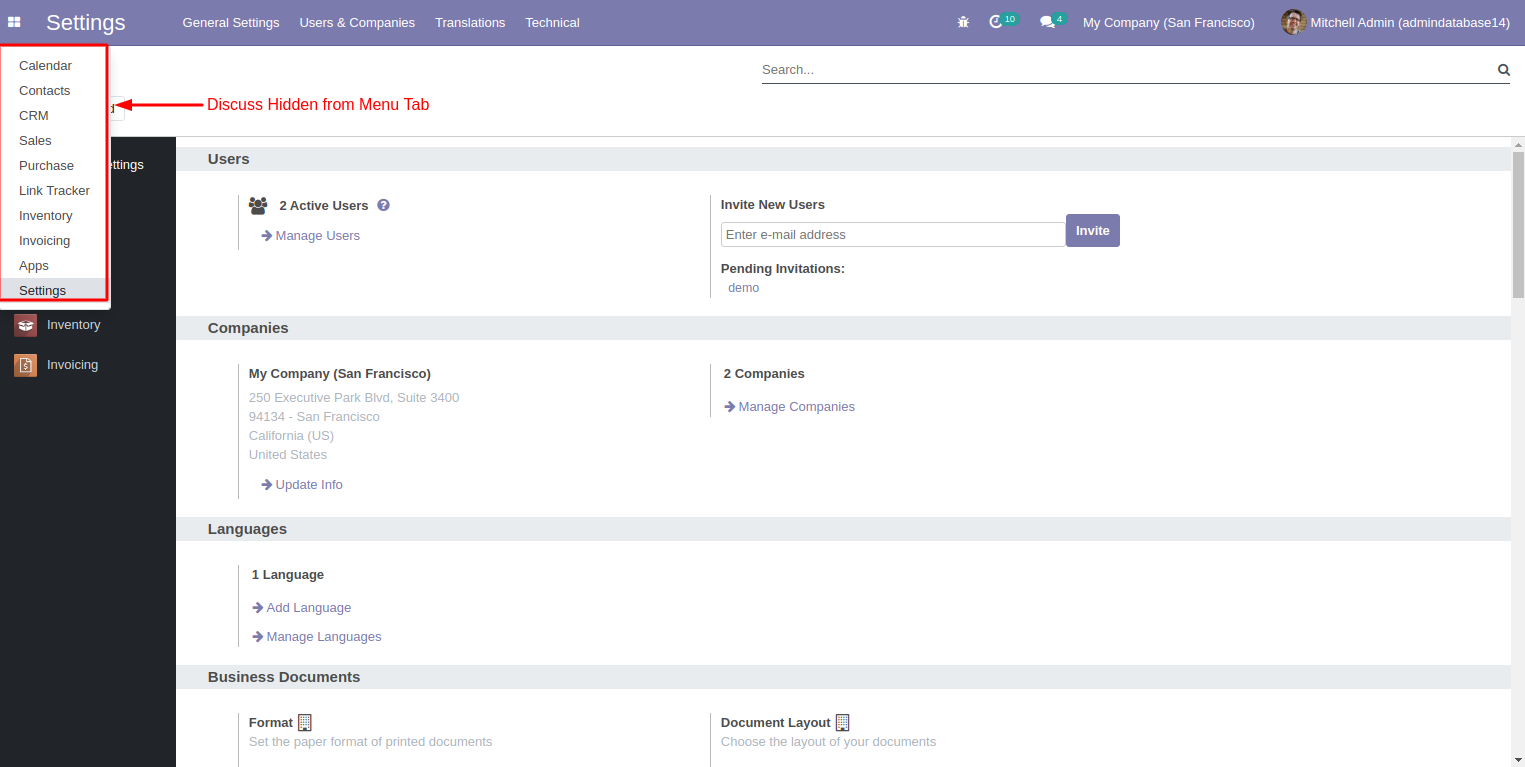 Settings General Settings Users & Companies Translations Technical 10 4 My Company (San Francisco) Mitchell Admin (admindatabase14)
Calendar
Contacts
CRM
Sales
Purchase
Link Tracker
Inventory
Invoicing
Apps
Settings
Search...
Discuss Hidden from Menu Tab
ettings
Inventory
Invoicing
Users
2 Active Users ?
Manage Users
Invite New Users
Enter e-mail address Invite
Pending Invitations:
demo
Companies
My Company (San Francisco)
250 Executive Park Blvd, Suite 3400
94134 - San Francisco
California (US)
United States
Update Info
2 Companies
Manage Companies
Languages
1 Language
Add Language
Manage Languages
Business Documents
Format
Set the paper format of printed documents
Document Layout
Choose the layout of your documents